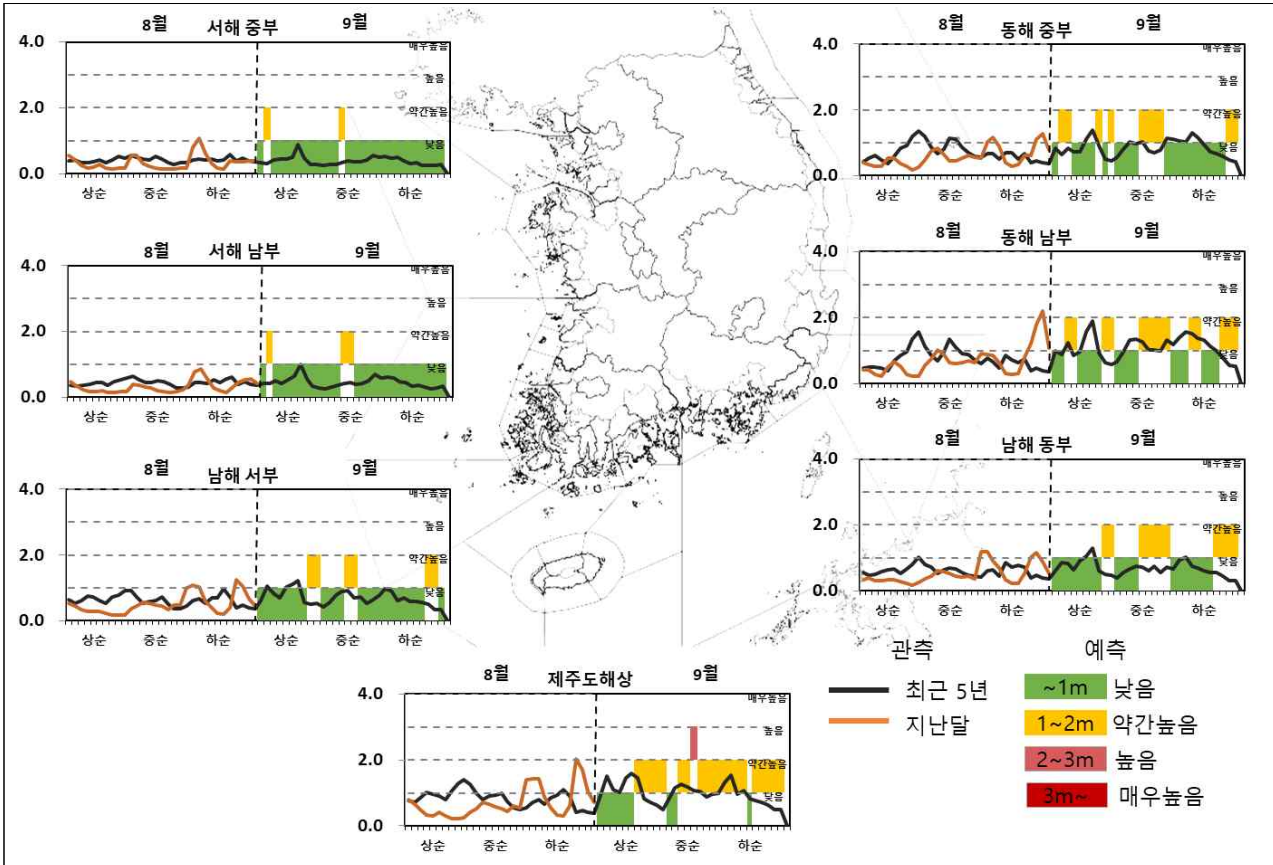 8월 서해 중부 9월
4.0
매우높음
높음
2.0
약간높음
낮음
0.0
상순 중순 하순 상순 중순 하순
8월 서해 남부 9월
4.0
매우높음
높음
2.0
약간높음
낮음
0.0
상순 중순 하순 상순 중순 하순
8월 남해 서부 9월
4.0
매우높음
높음
2.0
약간높음
낮음
0.0
상순 중순 하순 상순 중순 하순
8월 제주도해상 9월
4.0
매우높음
높음
2.0
약간높음
낮음
0.0
상순 중순 하순 상순 중순 하순
8월 동해 중부 9월
4.0
매우높음
높음
2.0
약간높음
낮음
0.0
상순 중순 하순 상순 중순 하순
8월 동해 남부 9월
4.0
매우높음
높음
2.0
약간높음
낮음
0.0
상순 중순 하순 상순 중순 하순
8월 남해 동부 9월
4.0
매우높음
높음
2.0
약간높음
낮음
0.0
상순 중순 하순 상순 중순 하순
관측 예측
최근 5년 ~1m 낮음
지난달 1~2m 약간높음
2~3m 높음
3m~ 매우높음